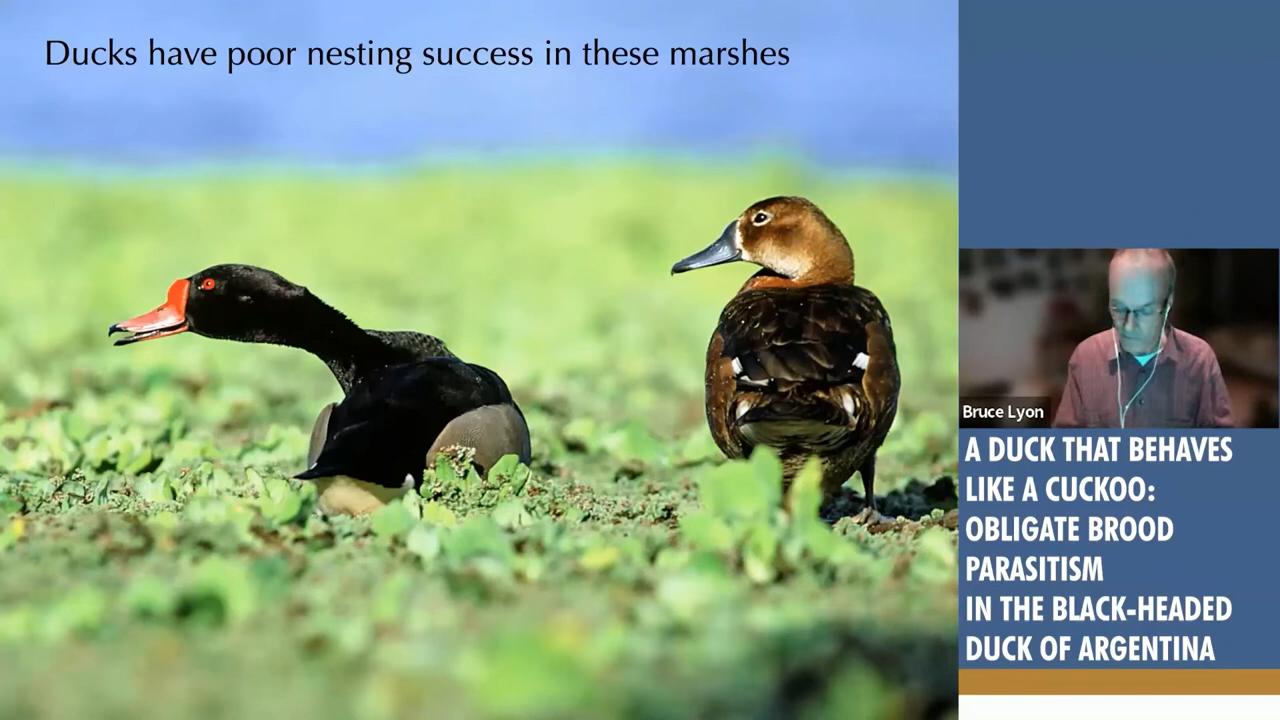 Ducks have poor nesting success in these marshes
Bruce Lyon
A DUCK THAT BEHAVES
LIKE A CUCKOO:
OBLIGATE BROOD
PARASITISM
IN THE BLACK-HEADED
DUCK OF ARGENTINA